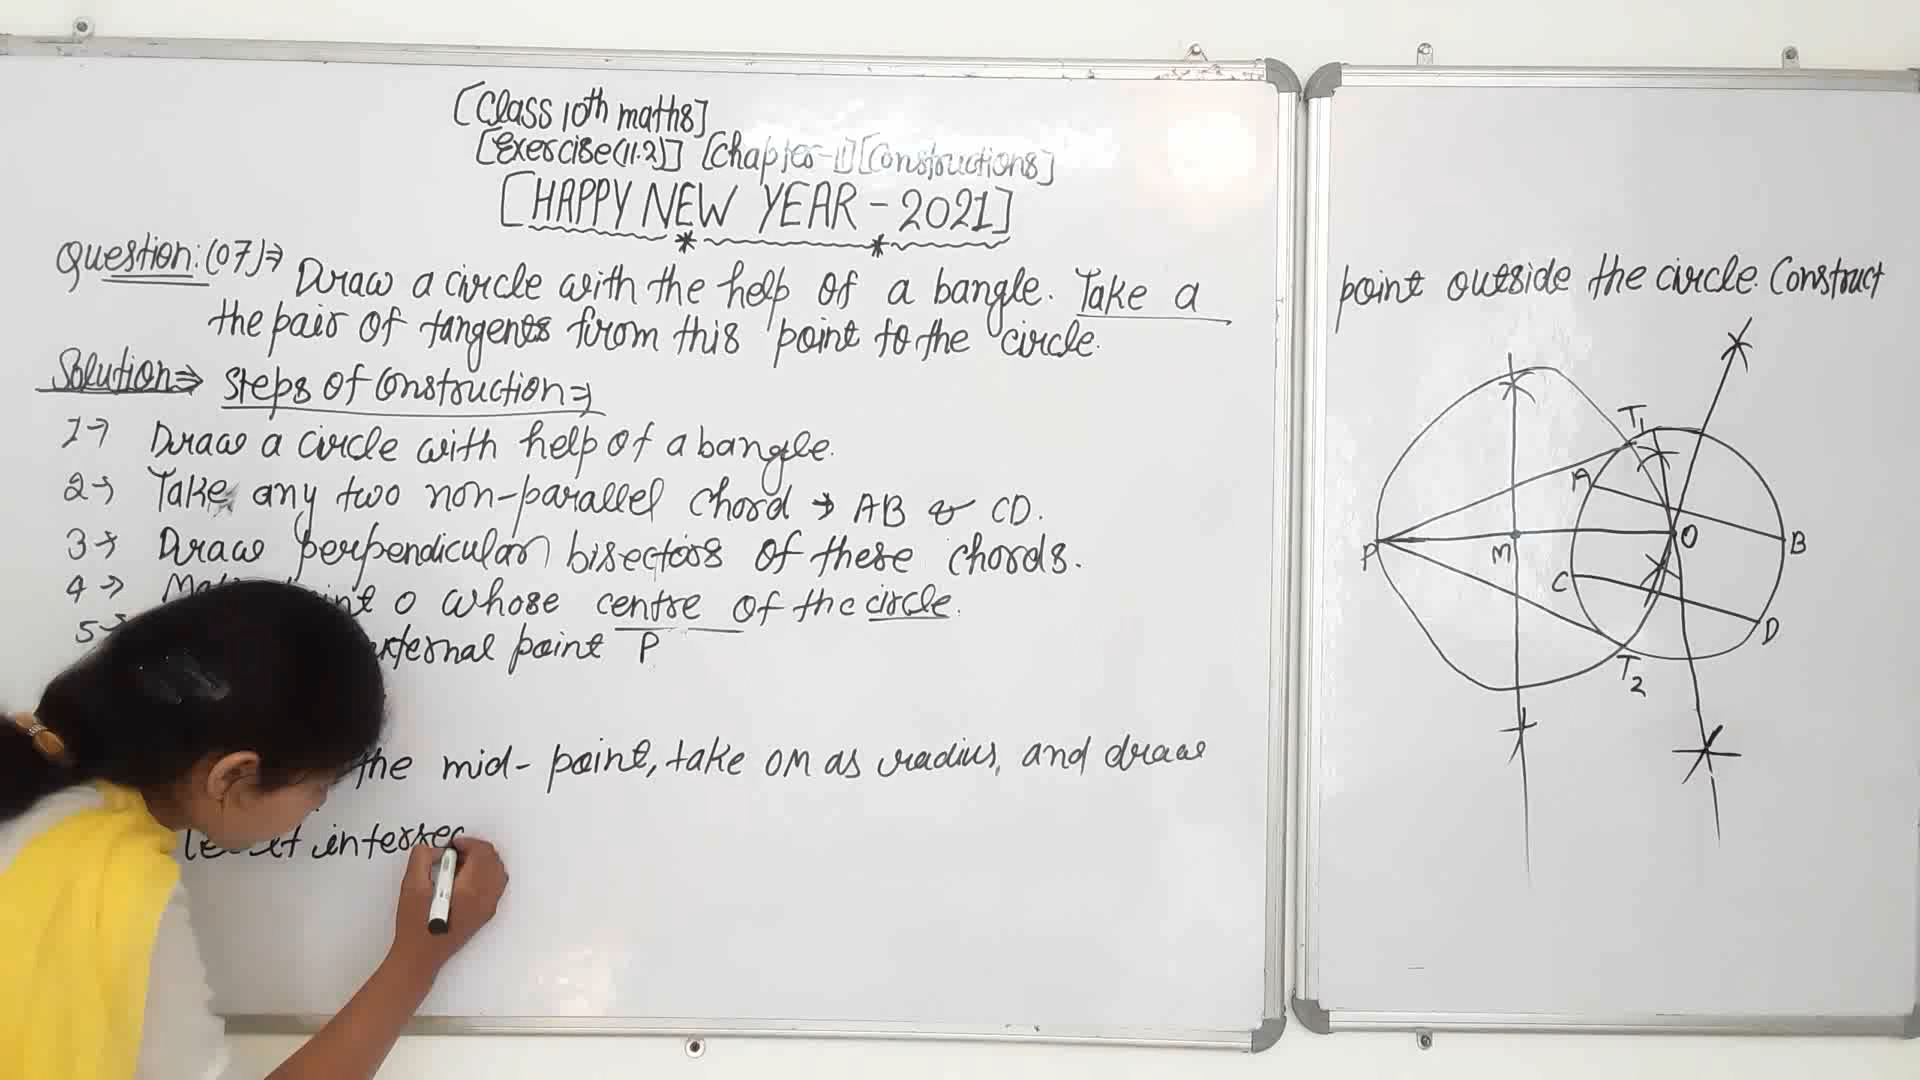 [Class 10th maths]
[Exercise(11.2)] [Chapter-11] [Constructions]
[HAPPY NEW YEAR - 2021]
Question:(07)⇒ Draw a circle with the help of a bangle. Take a
point outside the circle. Construct
the pair of tangents from this point to the circle.
Solution⇒ Steps Of Construction⇒
1→ Draw a circle with help of a bangle.
2→ Take any two non-parallel chord → AB & CD.
3→ Draw perpendicular bisectors of these chords.
4→ O whose centre of the circle.
5→ external point P
the mid-point, take OM as radius, and draw
let it intersec
T1
A
P
M
O
B
C
D
T2